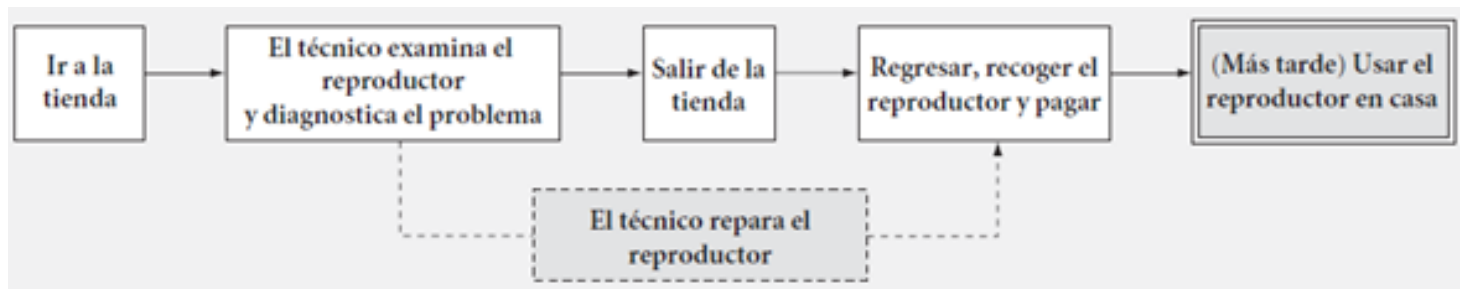 Ir a la
tienda
El técnico examina el
reproductor
y diagnostica el problema
Salir de la
tienda
Regresar, recoger el
reproductor y pagar
(Más tarde) Usar el
reproductor en casa
El técnico repara el
reproductor